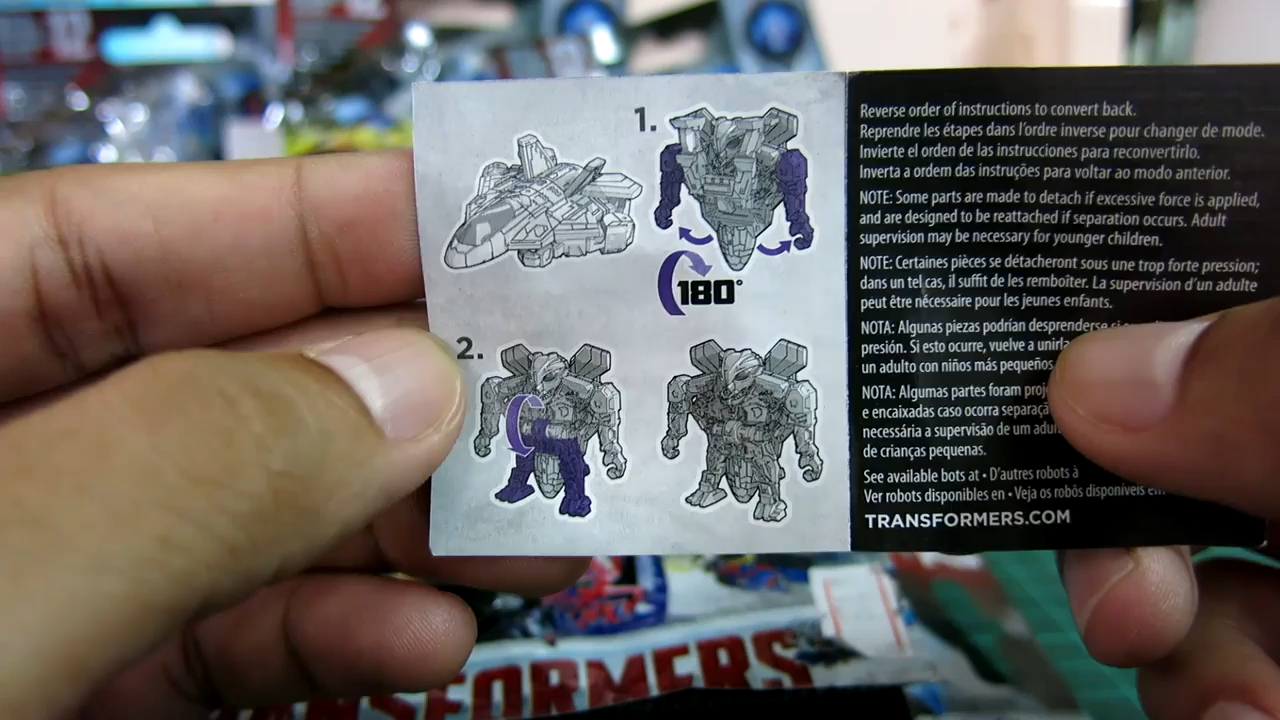 1.
180°
2.
Reverse order of instructions to convert back.
Reprendre les étapes dans l'ordre inverse pour changer de mode.
Invierte el orden de las instrucciones para reconvertirlo.
Inverta a ordem das instruções para voltar ao modo anterior.
NOTE: Some parts are made to detach if excessive force is applied,
and are designed to be reattached if separation occurs. Adult
supervision may be necessary for younger children.
NOTE: Certaines pièces se détacheront sous une trop forte pression;
dans un tel cas, il suffit de les remboîter. La supervision d'un adulte
peut être nécessaire pour les jeunes enfants.
NOTA: Algunas piezas podrían desprenderse
presión. Si esto ocurre, vuelve a
un adulto con niños más pequeños
NOTA: Algumas partes foram
e encaixadas caso ocorra
necessária a supervisão de um
de crianças pequenas.
See available bots at • D'autres robots à
Ver robots disponibles en • Veja os robôs disponíveis em
TRANSFORMERS.COM
TRANSFORMERS